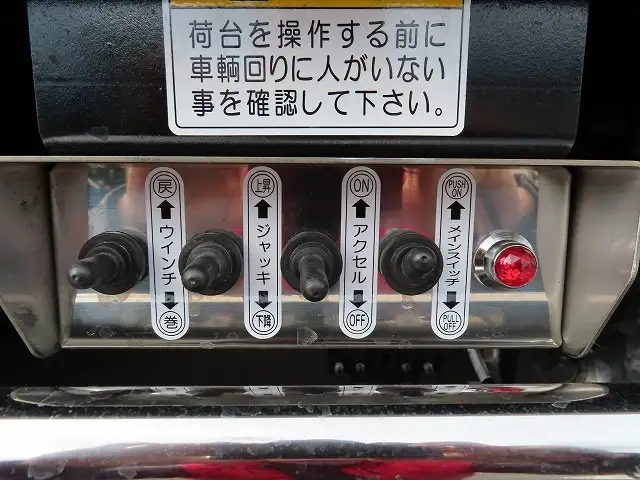 荷台を操作する前に
車輌回りに人がいない
事を確認して下さい。
戻
ウインチ
巻
上昇
ジャッキ
下降
ON
アクセル
OFF
PUSH
ON
メインスイッチ
PULL
OFF